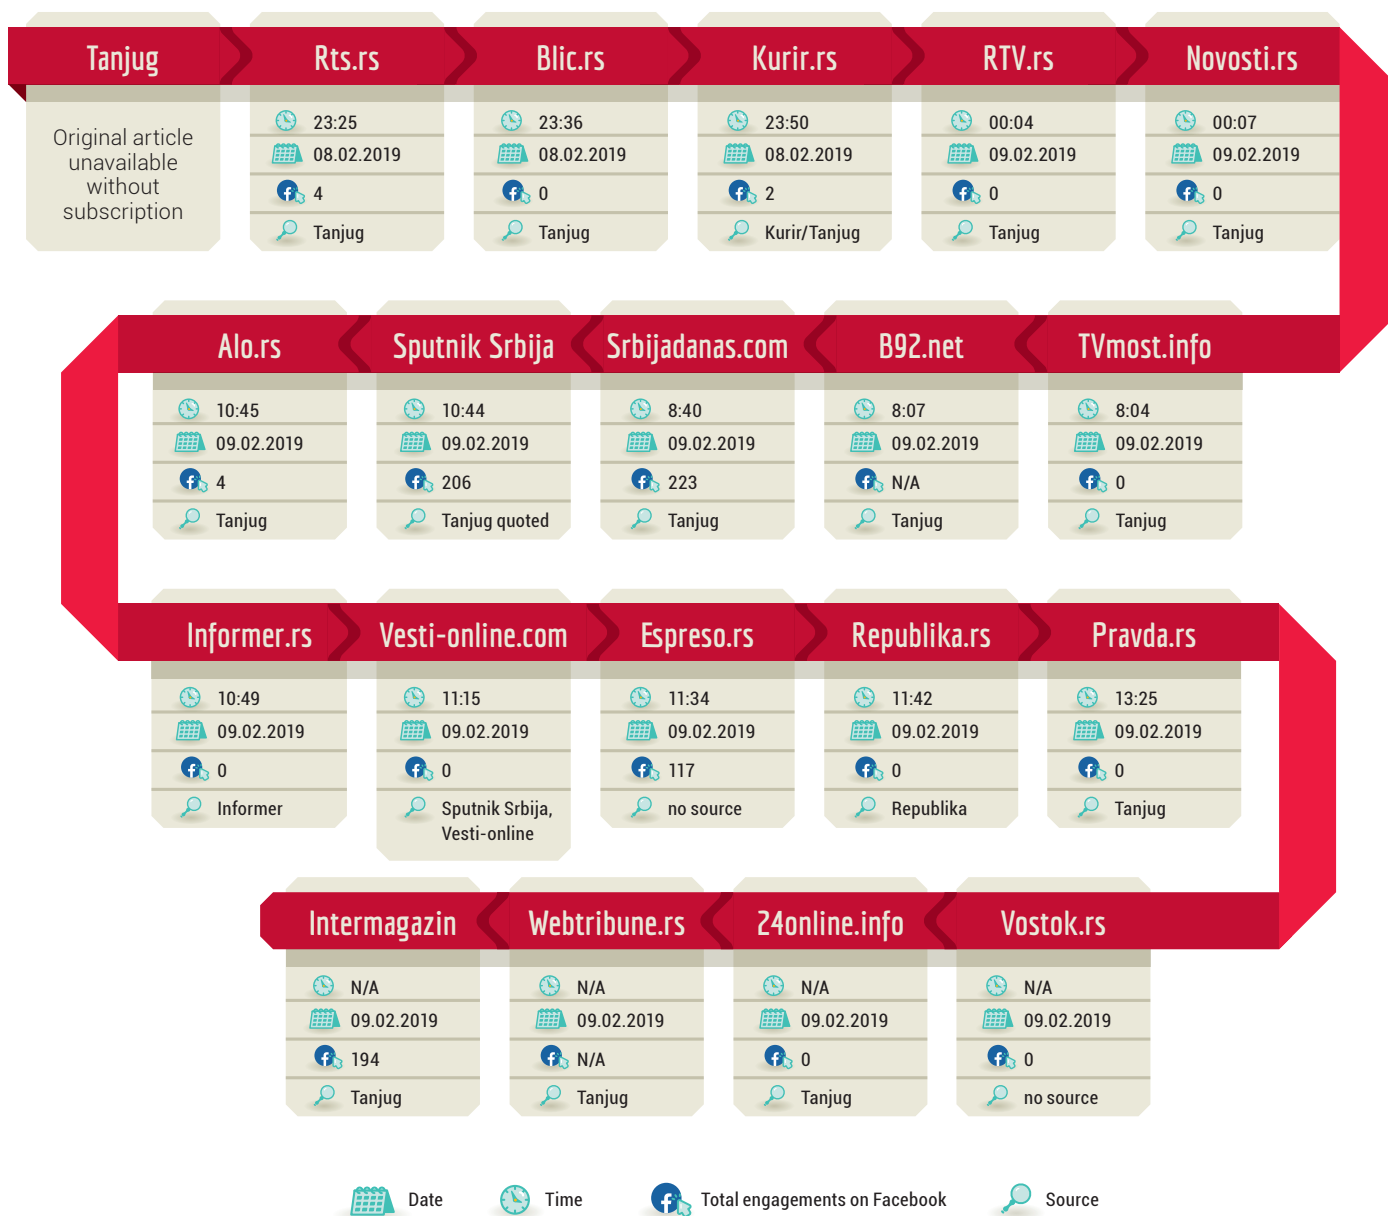 Tanjug
Rts.rs
Blic.rs
Kurir.rs
RTV.rs
Novosti.rs
Original article
unavailable
without
subscription
23:25
08.02.2019
4
Tanjug
23:36
08.02.2019
0
Tanjug
23:50
08.02.2019
2
Kurir/Tanjug
00:04
09.02.2019
0
Tanjug
00:07
09.02.2019
0
Tanjug
Alo.rs
Sputnik Srbija
Srbijadanas.com
B92.net
TVmost.info
10:45
09.02.2019
4
Tanjug
10:44
09.02.2019
206
Tanjug quoted
8:40
09.02.2019
223
Tanjug
8:07
09.02.2019
N/A
Tanjug
8:04
09.02.2019
0
Tanjug
Informer.rs
Vesti-online.com
Espreso.rs
Republika.rs
Pravda.rs
10:49
09.02.2019
0
Informer
11:15
09.02.2019
0
Sputnik Srbija,
Vesti-online
11:34
09.02.2019
117
no source
11:42
09.02.2019
0
Republika
13:25
09.02.2019
0
Tanjug
Intermagazin
Webtribune.rs
24online.info
Vostok.rs
N/A
09.02.2019
194
Tanjug
N/A
09.02.2019
N/A
Tanjug
N/A
09.02.2019
0
Tanjug
N/A
09.02.2019
0
no source
Date
Time
Total engagements on Facebook
Source